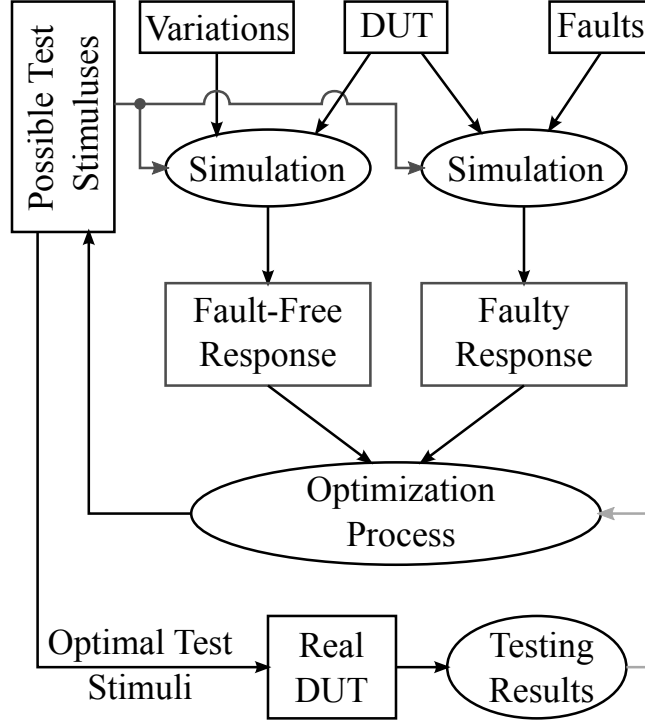 Possible Test
Stimuluses
Variations
DUT
Faults
Simulation
Simulation
Fault-Free
Response
Faulty
Response
Optimization
Process
Optimal Test
Stimuli
Real
DUT
Testing
Results